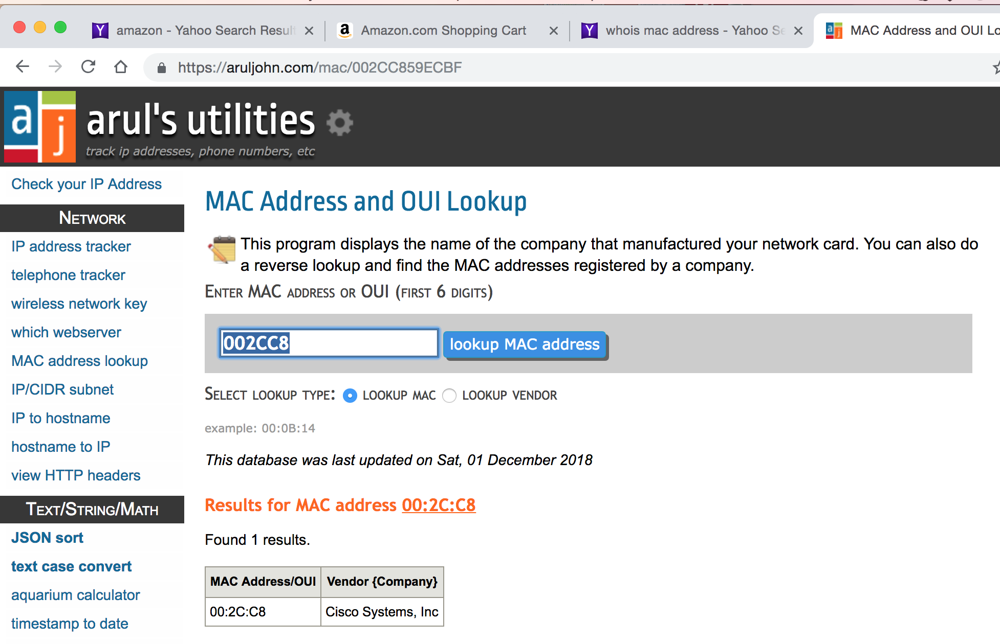 amazon - Yahoo Search Result
Amazon.com Shopping Cart
whois mac address - Yahoo Se
MAC Address and OUI Lo
https://aruljohn.com/mac/002CC859ECBF
aj
arul's utilities
track ip addresses, phone numbers, etc
Check your IP Address
NETWORK
IP address tracker
telephone tracker
wireless network key
which webserver
MAC address lookup
IP/CIDR subnet
IP to hostname
hostname to IP
view HTTP headers
TEXT/STRING/MATH
JSON sort
text case convert
aquarium calculator
timestamp to date
MAC Address and OUI Lookup
This program displays the name of the company that manufactured your network card. You can also do
a reverse lookup and find the MAC addresses registered by a company.
ENTER MAC ADDRESS OR OUI (FIRST 6 DIGITS)
002CC8
lookup MAC address
SELECT LOOKUP TYPE: LOOKUP MAC LOOKUP VENDOR
example: 00:0B:14
This database was last updated on Sat, 01 December 2018
Results for MAC address 00:2C:C8
Found 1 results.
MAC Address/OUI Vendor {Company}
00:2C:C8 Cisco Systems, Inc